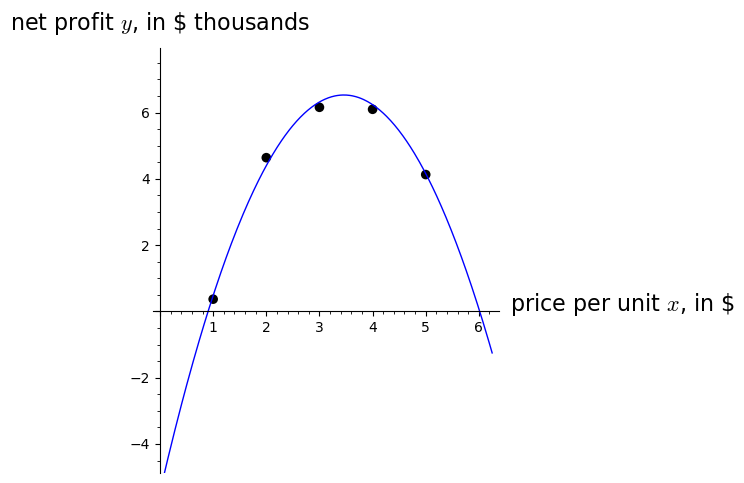 net profit y, in $ thousands
6
4
2
price per unit x, in $
1 2 3 4 5 6
−2
−4